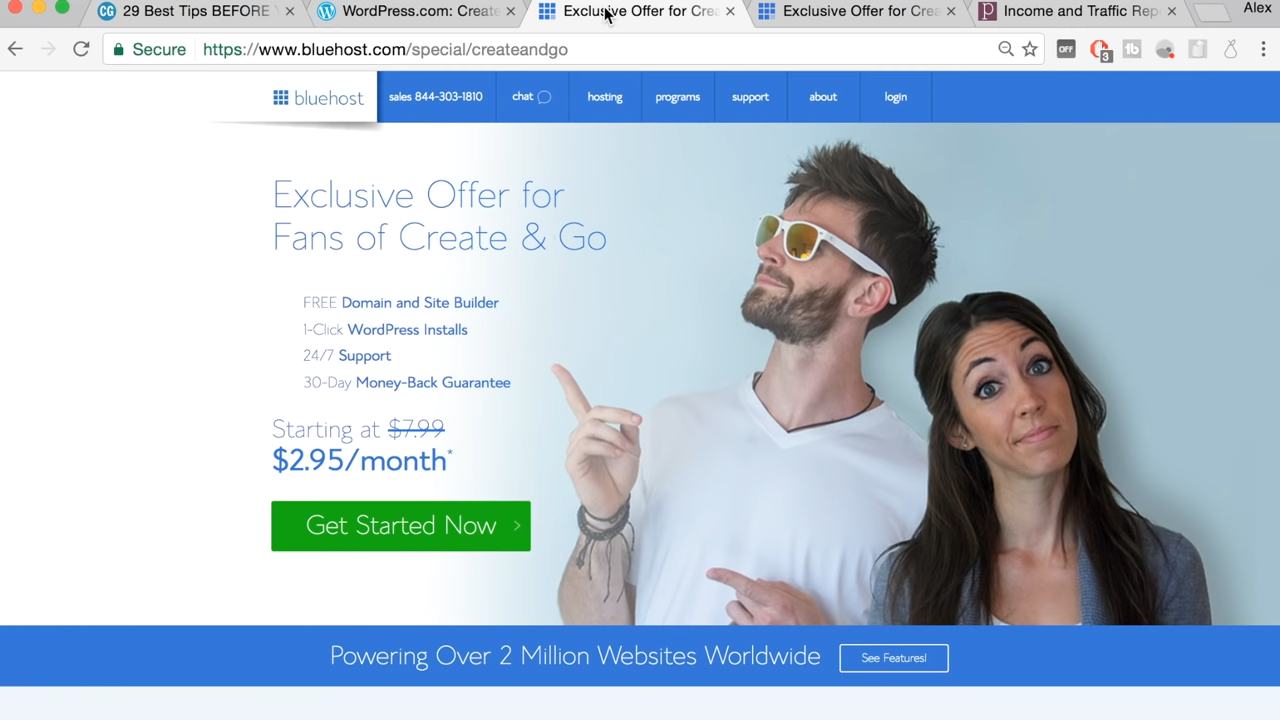 29 Best Tips BEFORE
WordPress.com: Create
Exclusive Offer for Crea
Exclusive Offer for Crea
Income and Traffic Rep
Alex
Secure
https://www.bluehost.com/special/createandgo
OFF
3
tb
bluehost
sales 844-303-1810
chat
hosting
programs
support
about
login
Exclusive Offer for
Fans of Create & Go
FREE Domain and Site Builder
1-Click WordPress Installs
24/7 Support
30-Day Money-Back Guarantee
Starting at $7.99
$2.95/month*
Get Started Now
Powering Over 2 Million Websites Worldwide
See Features!